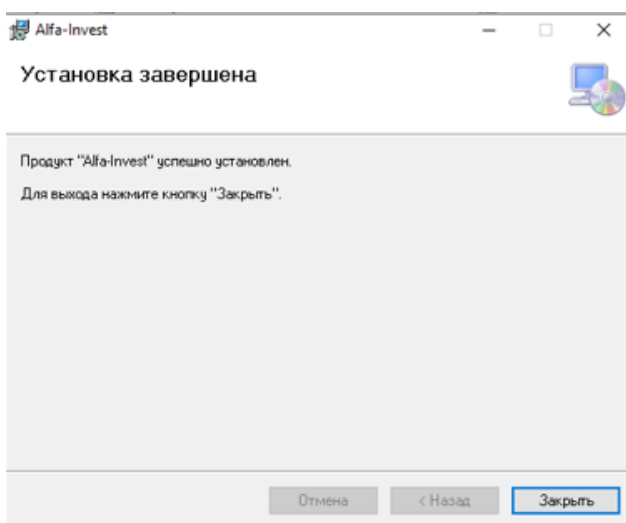 Alfa-Invest
Установка завершена
Продукт "Alfa-Invest" успешно установлен.
Для выхода нажмите кнопку "Закрыть".
Отмена
< Назад
Закрыть